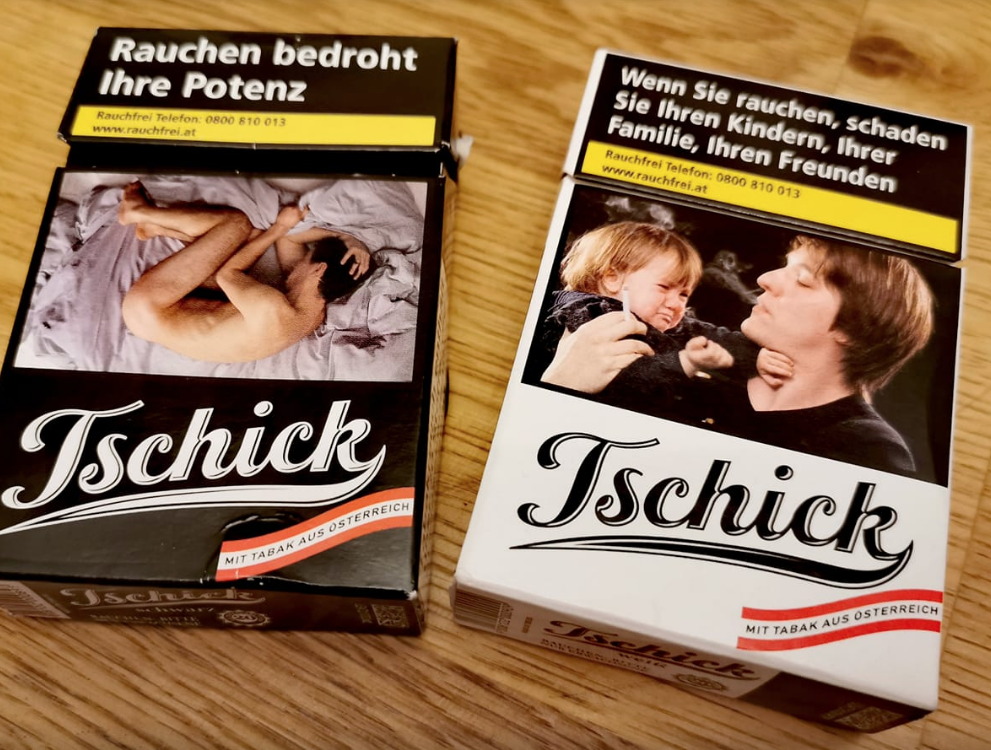 Rauchen bedroht
Ihre Potenz
Rauchfrei Telefon: 0800 810 013
www.rauchfrei.at
Tschick
MIT TABAK AUS ÖSTERREICH
Tschick
schwarz
Wenn Sie rauchen, schaden
Sie Ihren Kindern, Ihrer
Familie, Ihren Freunden
Rauchfrei Telefon: 0800 810 013
www.rauchfrei.at
Tschick
MIT TABAK AUS ÖSTERREICH
Tschick
weiß